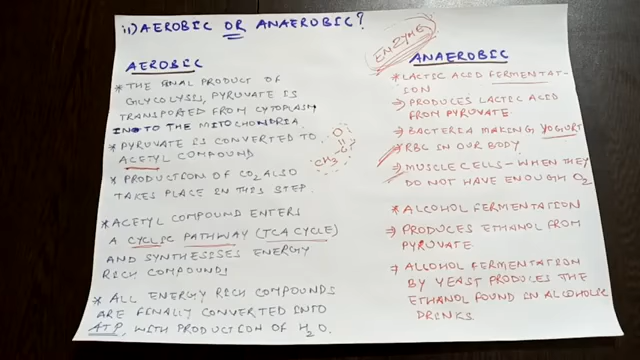 ii) AEROBIC OR ANAEROBIC?
AEROBIC
* THE FINAL PRODUCT OF
GLYCOLYSIS, PYRUVATE IS
TRANSPORTED FROM CYTOPLASM
INTO THE MITOCHONDRIA
* PYRUVATE IS CONVERTED TO
ACETYL COMPOUND
* PRODUCTION OF CO2 ALSO
TAKES PLACE IN THIS STEP.
* ACETYL COMPOUND ENTERS
A CYCLIC PATHWAY (TCA CYCLE)
AND SYNTHESISES ENERGY
RICH COMPOUNDS
* ALL ENERGY RICH COMPOUNDS
ARE FINALLY CONVERTED INTO
ATP, WITH PRODUCTION OF H2O.
O
CH3 C
ENZYME
ANAEROBIC
* LACTIC ACID FERMENTAT-
ION
⇒ PRODUCES LACTIC ACID
FROM PYRUVATE.
⇒ BACTERIA MAKING YOGURT
⇒ RBC IN OUR BODY
⇒ MUSCLE CELLS - WHEN THEY
DO NOT HAVE ENOUGH O2
* ALCOHOL FERMENTATION
⇒ PRODUCES ETHANOL FROM
PYRUVATE
⇒ ALCOHOL FERMENTATION
BY YEAST PRODUCES THE
ETHANOL FOUND IN ALCOHOLIC
DRINKS